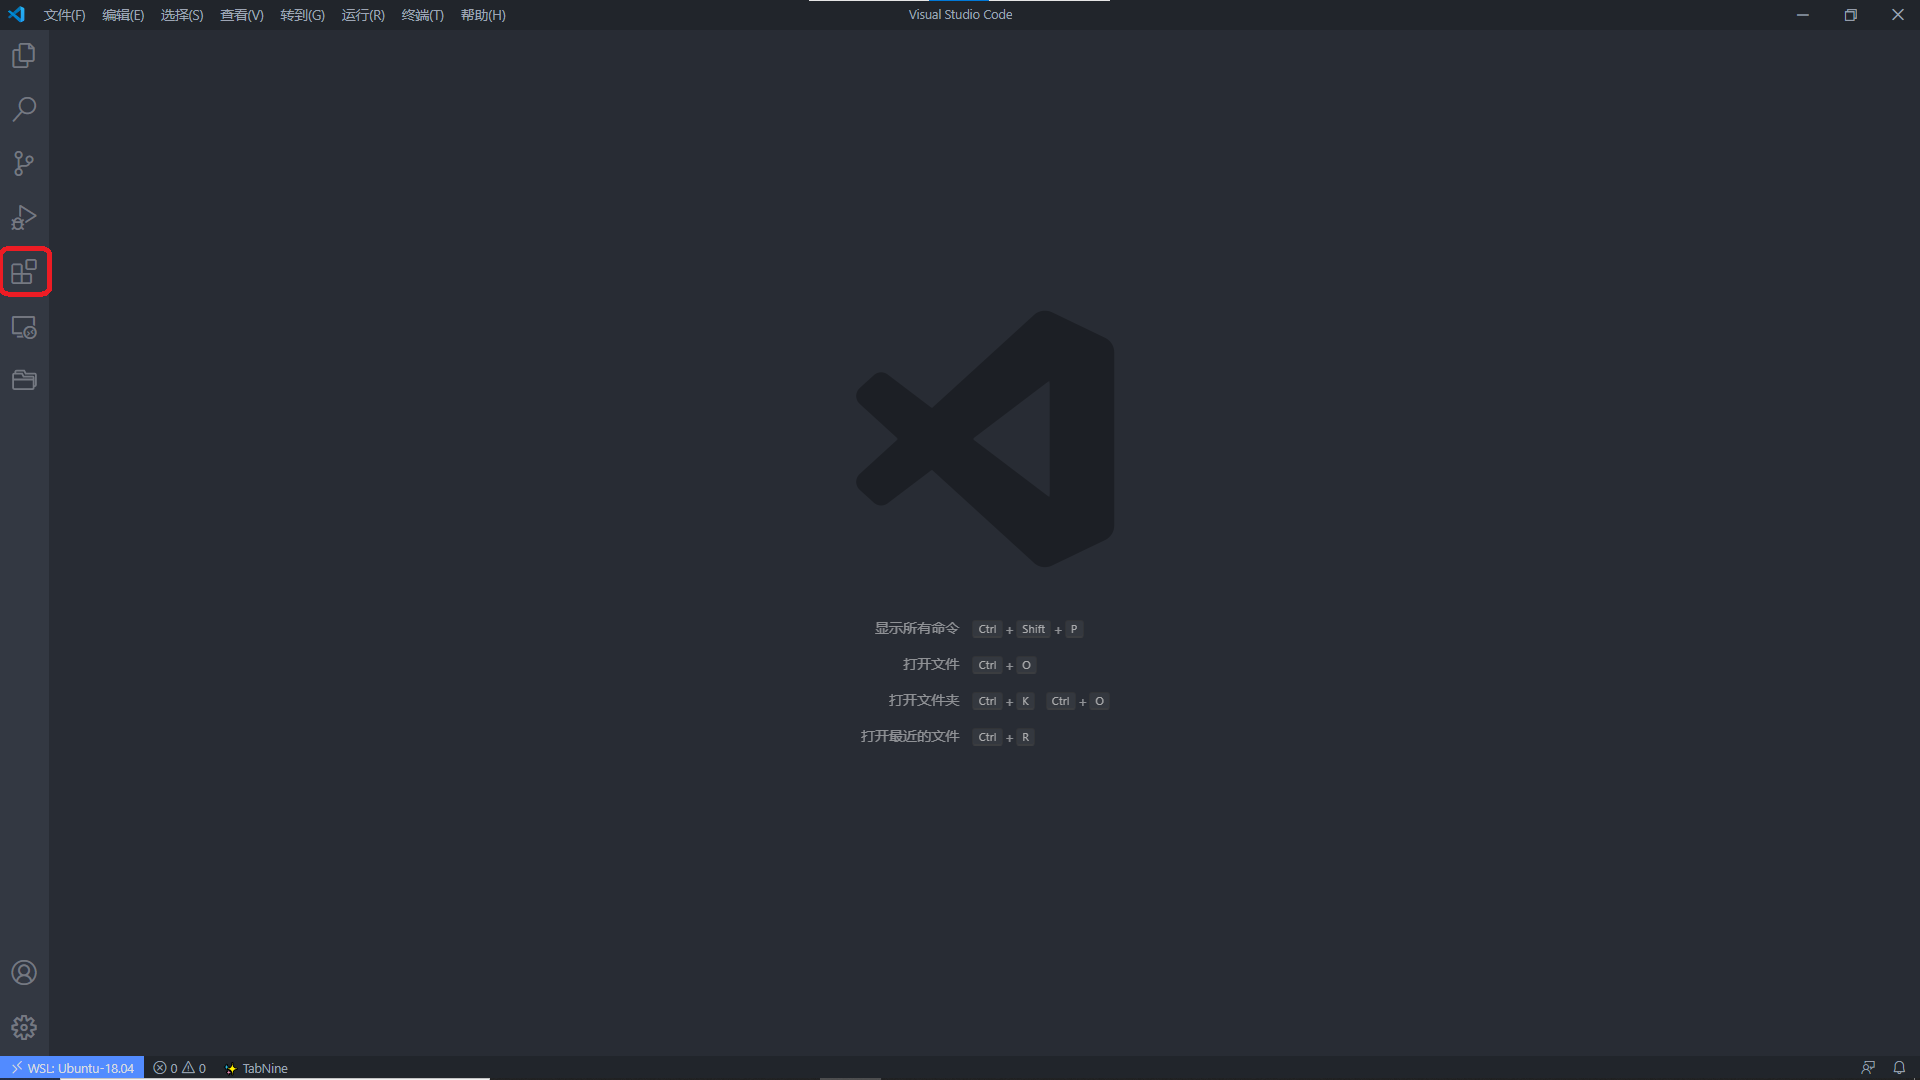 文件(F) 编辑(E) 选择(S) 查看(V) 转到(G) 运行(R) 终端(T) 帮助(H) Visual Studio Code
显示所有命令 Ctrl + Shift + P
打开文件 Ctrl + O
打开文件夹 Ctrl + K Ctrl + O
打开最近的文件 Ctrl + R
WSL: Ubuntu-18.04 0 0 TabNine